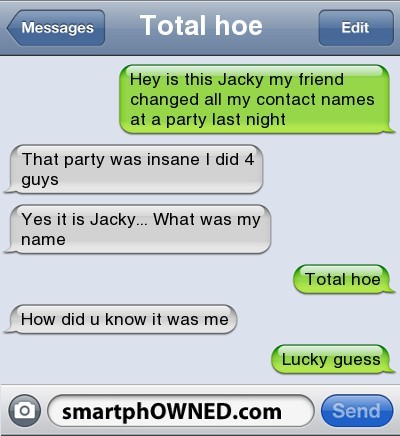 Messages
Total hoe
Edit
Hey is this Jacky my friend
changed all my contact names
at a party last night
That party was insane I did 4
guys
Yes it is Jacky... What was my
name
Total hoe
How did u know it was me
Lucky guess
smartphOWNED.com
Send